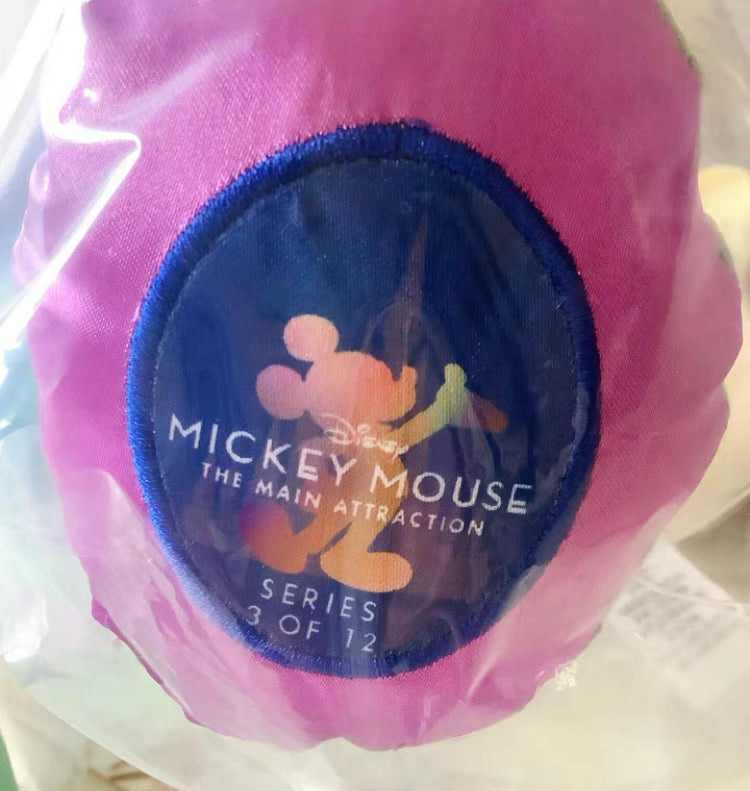 Disney
MICKEY MOUSE
THE MAIN ATTRACTION
SERIES
3 OF 12